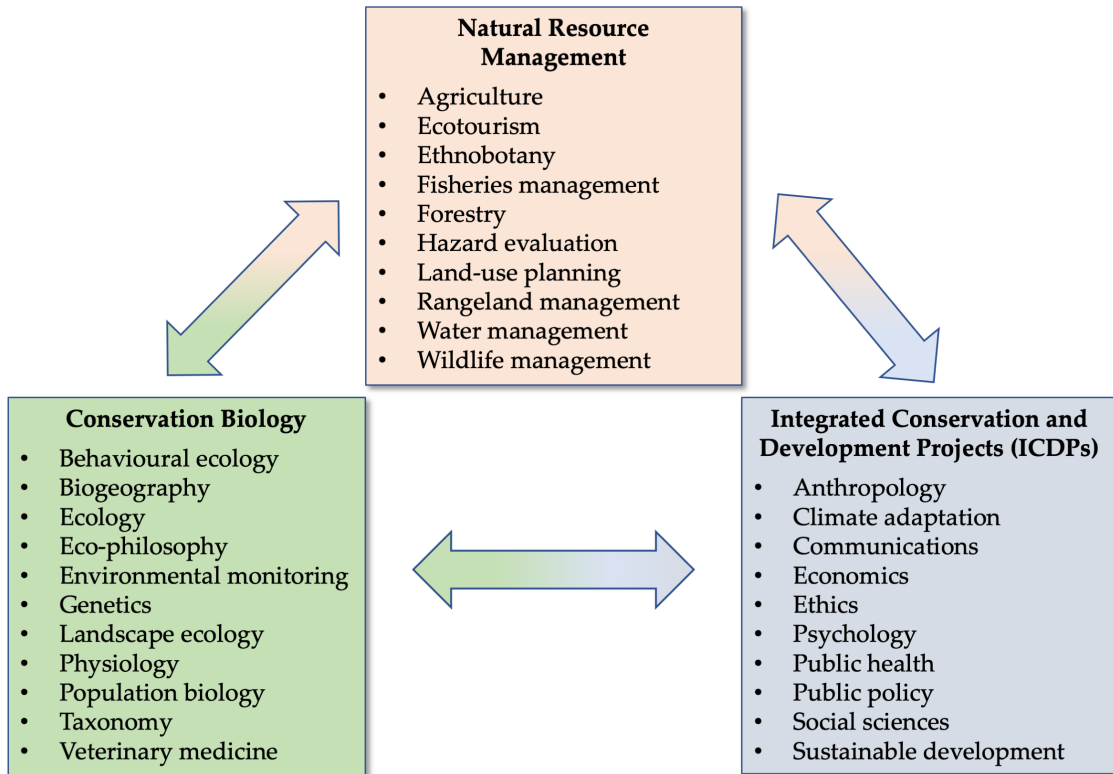 Natural Resource
Management
• Agriculture
• Ecotourism
• Ethnobotany
• Fisheries management
• Forestry
• Hazard evaluation
• Land-use planning
• Rangeland management
• Water management
• Wildlife management
Conservation Biology
• Behavioural ecology
• Biogeography
• Ecology
• Eco-philosophy
• Environmental monitoring
• Genetics
• Landscape ecology
• Physiology
• Population biology
• Taxonomy
• Veterinary medicine
Integrated Conservation and
Development Projects (ICDPs)
• Anthropology
• Climate adaptation
• Communications
• Economics
• Ethics
• Psychology
• Public health
• Public policy
• Social sciences
• Sustainable development